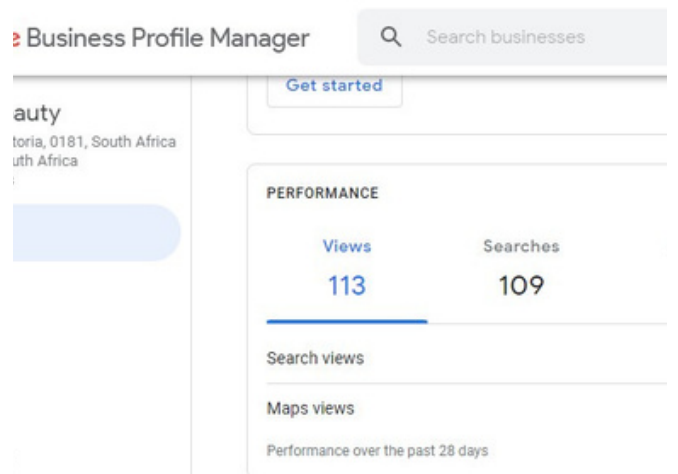 Business Profile Manager
Search businesses
Get started
auty
toria, 0181, South Africa
uth Africa
PERFORMANCE
Views
Searches
113
109
Search views
Maps views
Performance over the past 28 days